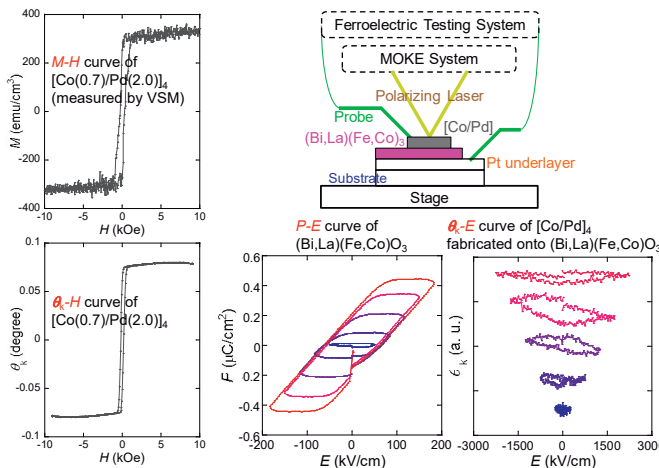 400
200
0
-200
-400
-10
-5
0
5
10
M (emu/cm3)
H (kOe)
M-H curve of
[Co(0.7)/Pd(2.0)]4
(measured by VSM)
Ferroelectric Testing System
MOKE System
Polarizing Laser
Probe
[Co/Pd]
(Bi,La)(Fe,Co)3
Pt underlayer
Substrate
Stage
0.1
0.05
0
-0.05
-0.1
-10
-5
0
5
10
θk (degree)
H (kOe)
θk-H curve of
[Co(0.7)/Pd(2.0)]4
P-E curve of
(Bi,La)(Fe,Co)O3
0.6
0.4
0.2
0
-0.2
-0.4
-0.6
-200
-100
0
100
200
F (μC/cm2)
E (kV/cm)
θk-E curve of [Co/Pd]4
fabricated onto (Bi,La)(Fe,Co)O3
ϵk (a. u.)
-3000
-1500
0
1500
3000
E (kV/cm)